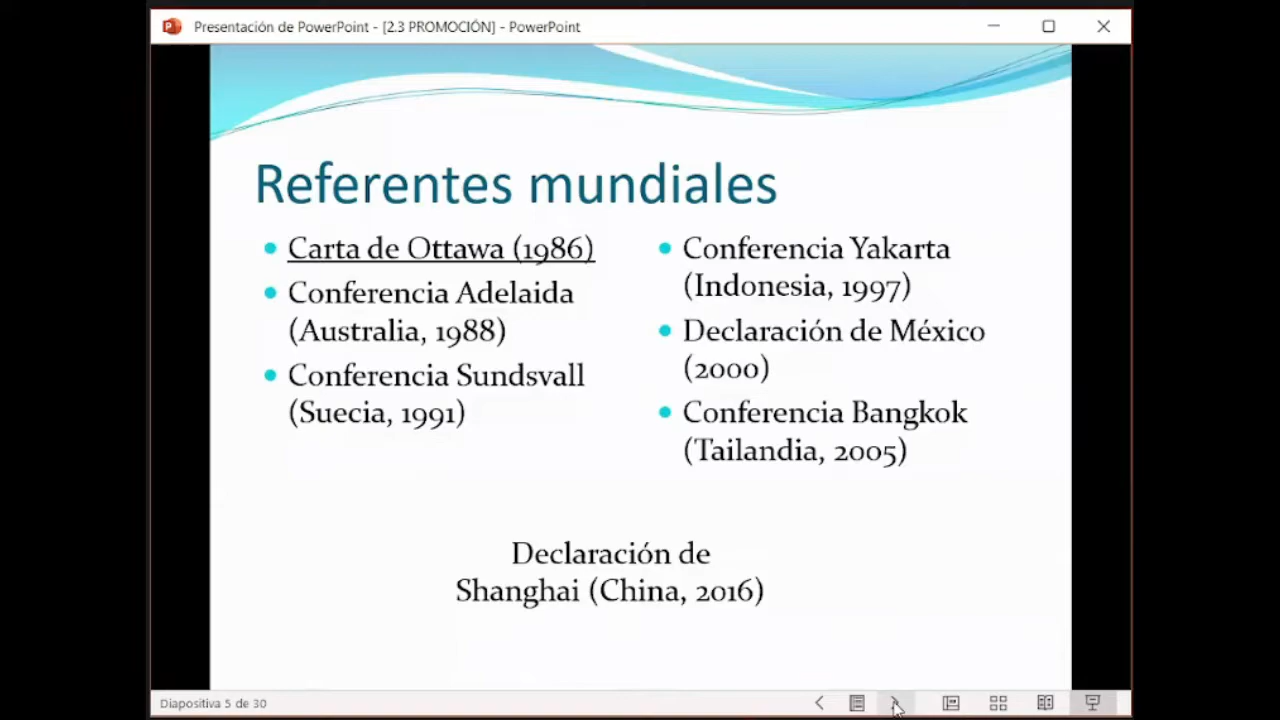 Presentación de PowerPoint - [2.3 PROMOCIÓN] - PowerPoint
Referentes mundiales
Carta de Ottawa (1986)
Conferencia Adelaida
(Australia, 1988)
Conferencia Sundsvall
(Suecia, 1991)
Conferencia Yakarta
(Indonesia, 1997)
Declaración de México
(2000)
Conferencia Bangkok
(Tailandia, 2005)
Declaración de
Shanghai (China, 2016)
Diapositiva 5 de 30